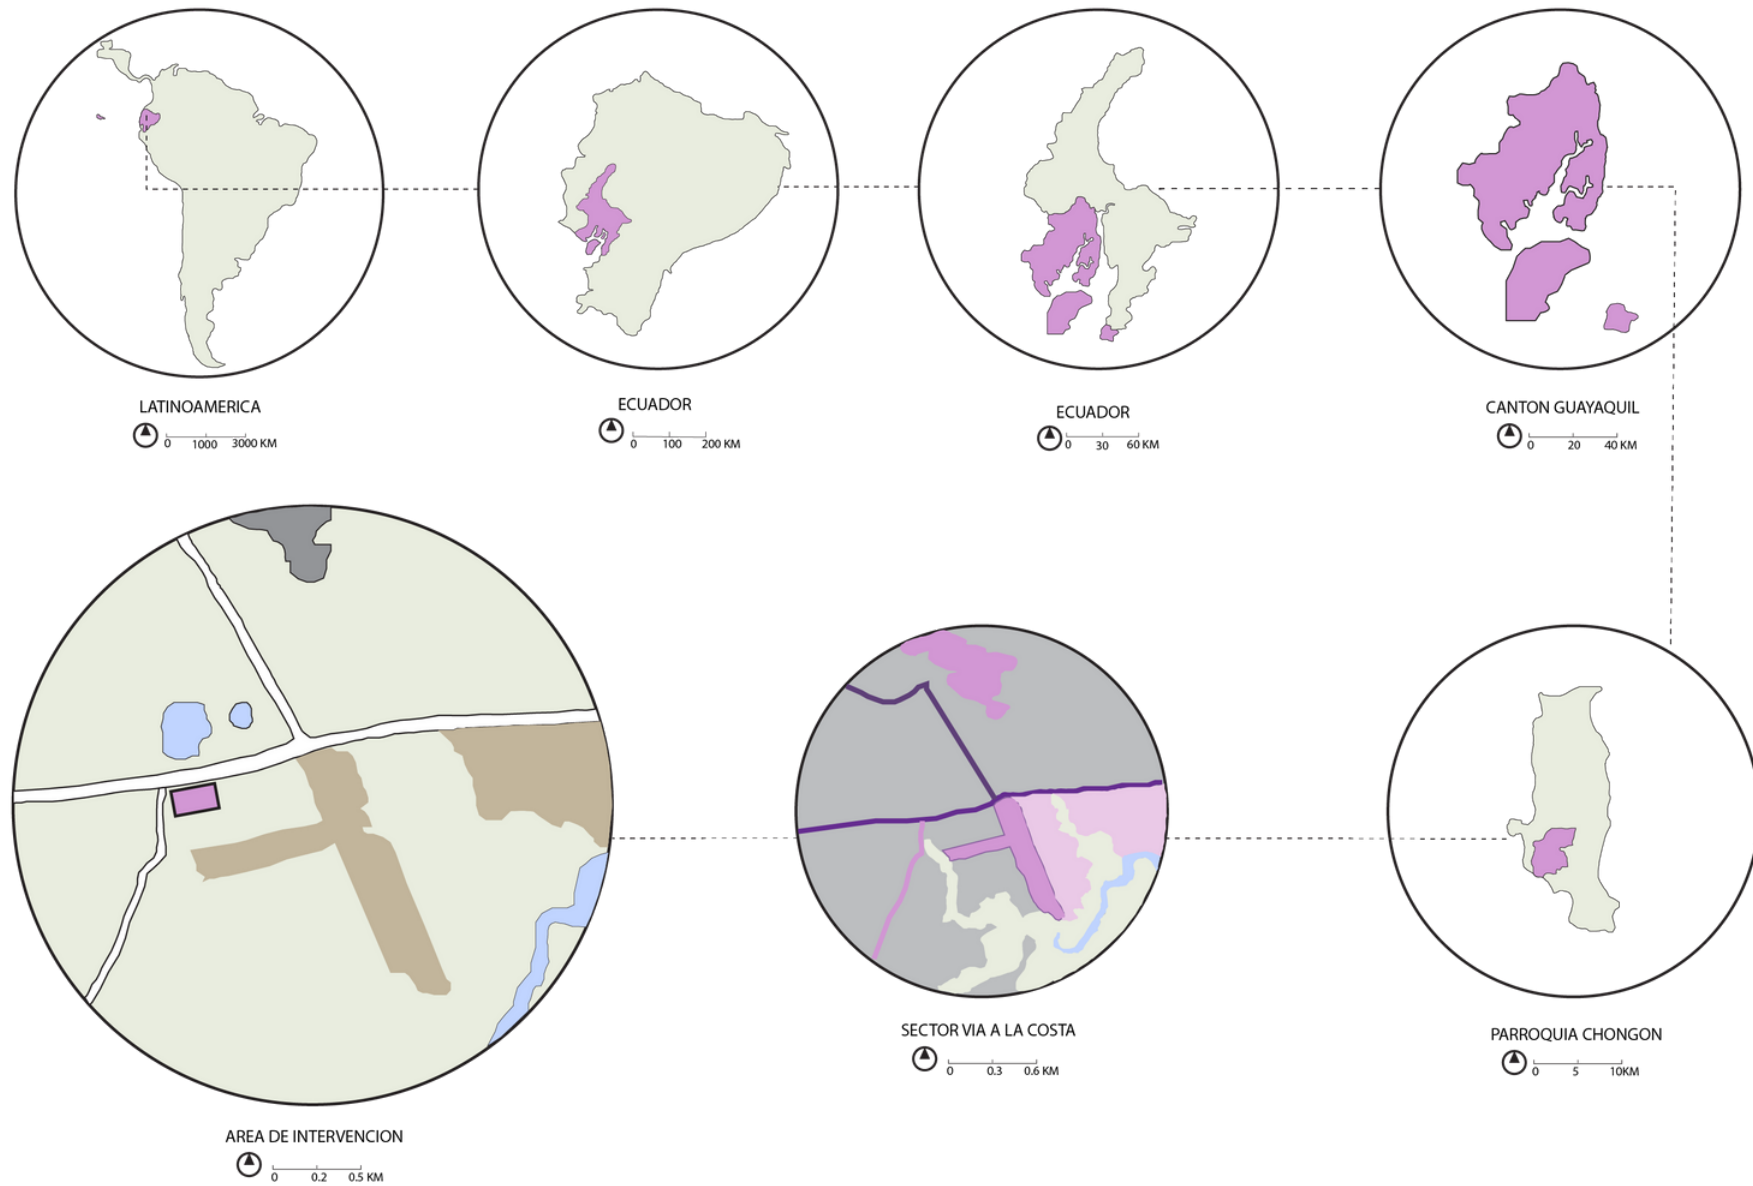 LATINOAMERICA
0 1000 3000 KM
ECUADOR
0 100 200 KM
ECUADOR
0 30 60 KM
CANTON GUAYAQUIL
0 20 40 KM
AREA DE INTERVENCION
0 0.2 0.5 KM
SECTOR VIA A LA COSTA
0 0.3 0.6 KM
PARROQUIA CHONGON
0 5 10KM